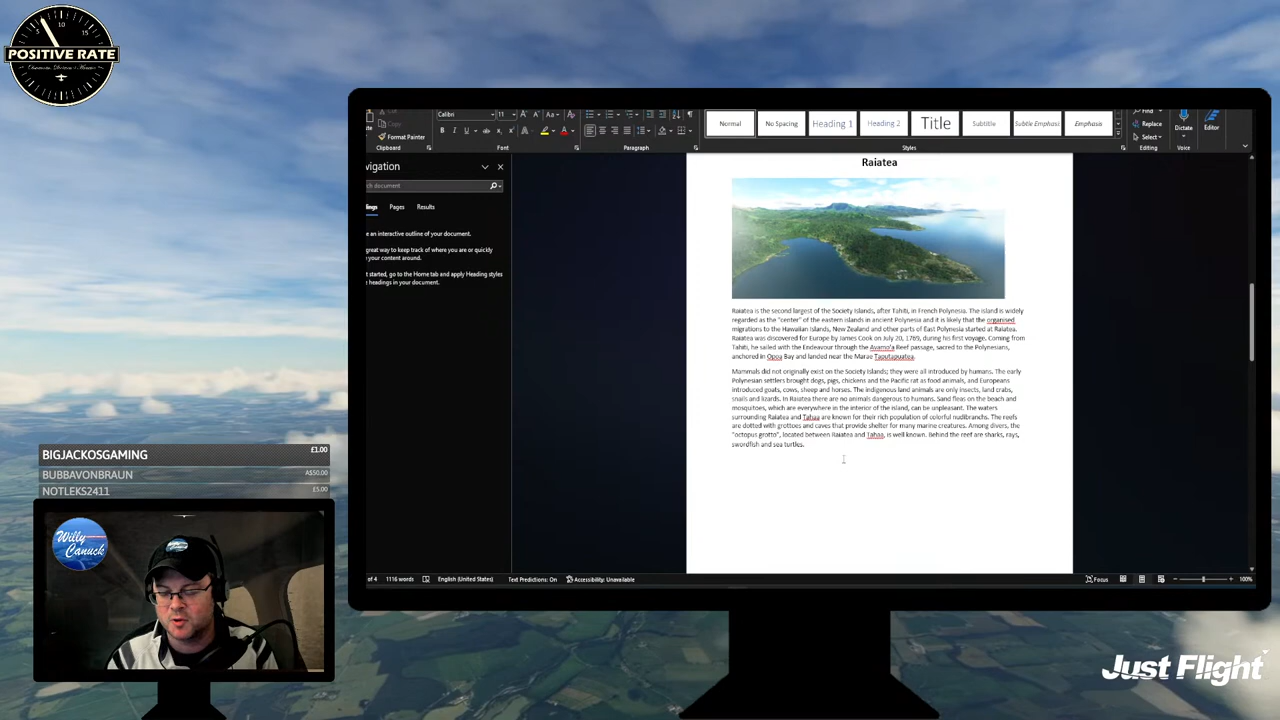 10
5
15
POSITIVE RATE
Calibri
11
Copy
Format Painter
Clipboard
Font
Paragraph
Normal
No Spacing
Heading 1
Heading 2
Title
Subtitle
Subtle Emphasi
Emphasis
Styles
Find
Replace
Select
Editing
Dictate
Voice
Editor
vigation
ch document
lings
Pages
Results
e an interactive outline of your document.
great way to keep track of where you are or quickly
your content around.
t started, go to the Home tab and apply Heading styles
e headings in your document.
Raiatea
Raiatea is the second largest of the Society Islands, after Tahiti, in French Polynesia. The island is widely
regarded as the "center" of the eastern islands in ancient Polynesia and it is likely that the organised
migrations to the Hawaiian Islands, New Zealand and other parts of East Polynesia started at Raiatea.
Raiatea was discovered for Europe by James Cook on July 20, 1769, during his first voyage. Coming from
Tahiti, he sailed with the Endeavour through the Avamo'a Reef passage, sacred to the Polynesians,
anchored in Opoa Bay and landed near the Marae Taputapuatea.
Mammals did not originally exist on the Society Islands; they were all introduced by humans. The early
Polynesian settlers brought dogs, pigs, chickens and the Pacific rat as food animals, and Europeans
introduced goats, cows, sheep and horses. The indigenous land animals are only insects, land crabs,
snails and lizards. In Raiatea there are no animals dangerous to humans. Sand fleas on the beach and
mosquitoes, which are everywhere in the interior of the island, can be unpleasant. The waters
surrounding Raiatea and Tahaa are known for their rich population of colorful nudibranchs. The reefs
are dotted with grottoes and caves that provide shelter for many marine creatures. Among divers, the
"octopus grotto", located between Raiatea and Tahaa, is well known. Behind the reef are sharks, rays,
swordfish and sea turtles.
of 4
1116 words
English (United States)
Text Predictions: On
Accessibility: Unavailable
Focus
100%
BIGJACKOSGAMING £1.00
BUBBAVONBRAUN A$50.00
NOTLEKS2411 £5.00
Willy
Canuck
Just Flight